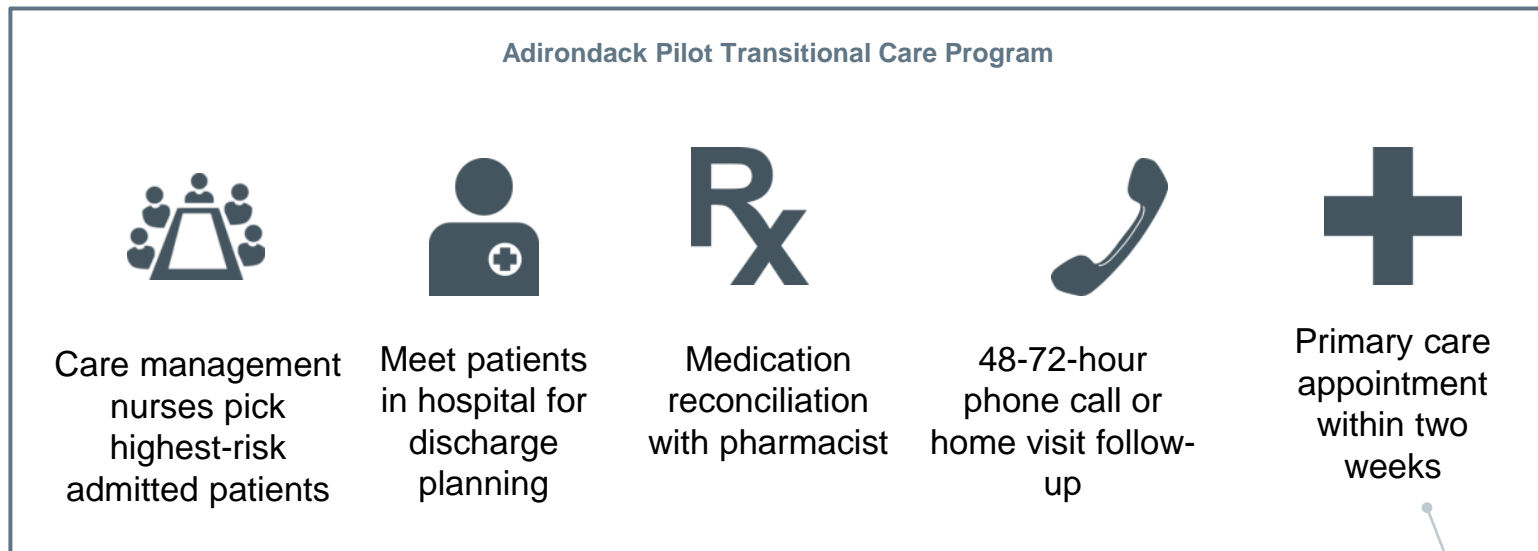 Adirondack Pilot Transitional Care Program
Rx
Care management
nurses pick
highest-risk
admitted patients
Meet patients
in hospital for
discharge
planning
Medication
reconciliation
with pharmacist
48-72-hour
phone call or
home visit follow-
up
Primary care
appointment
within two
weeks